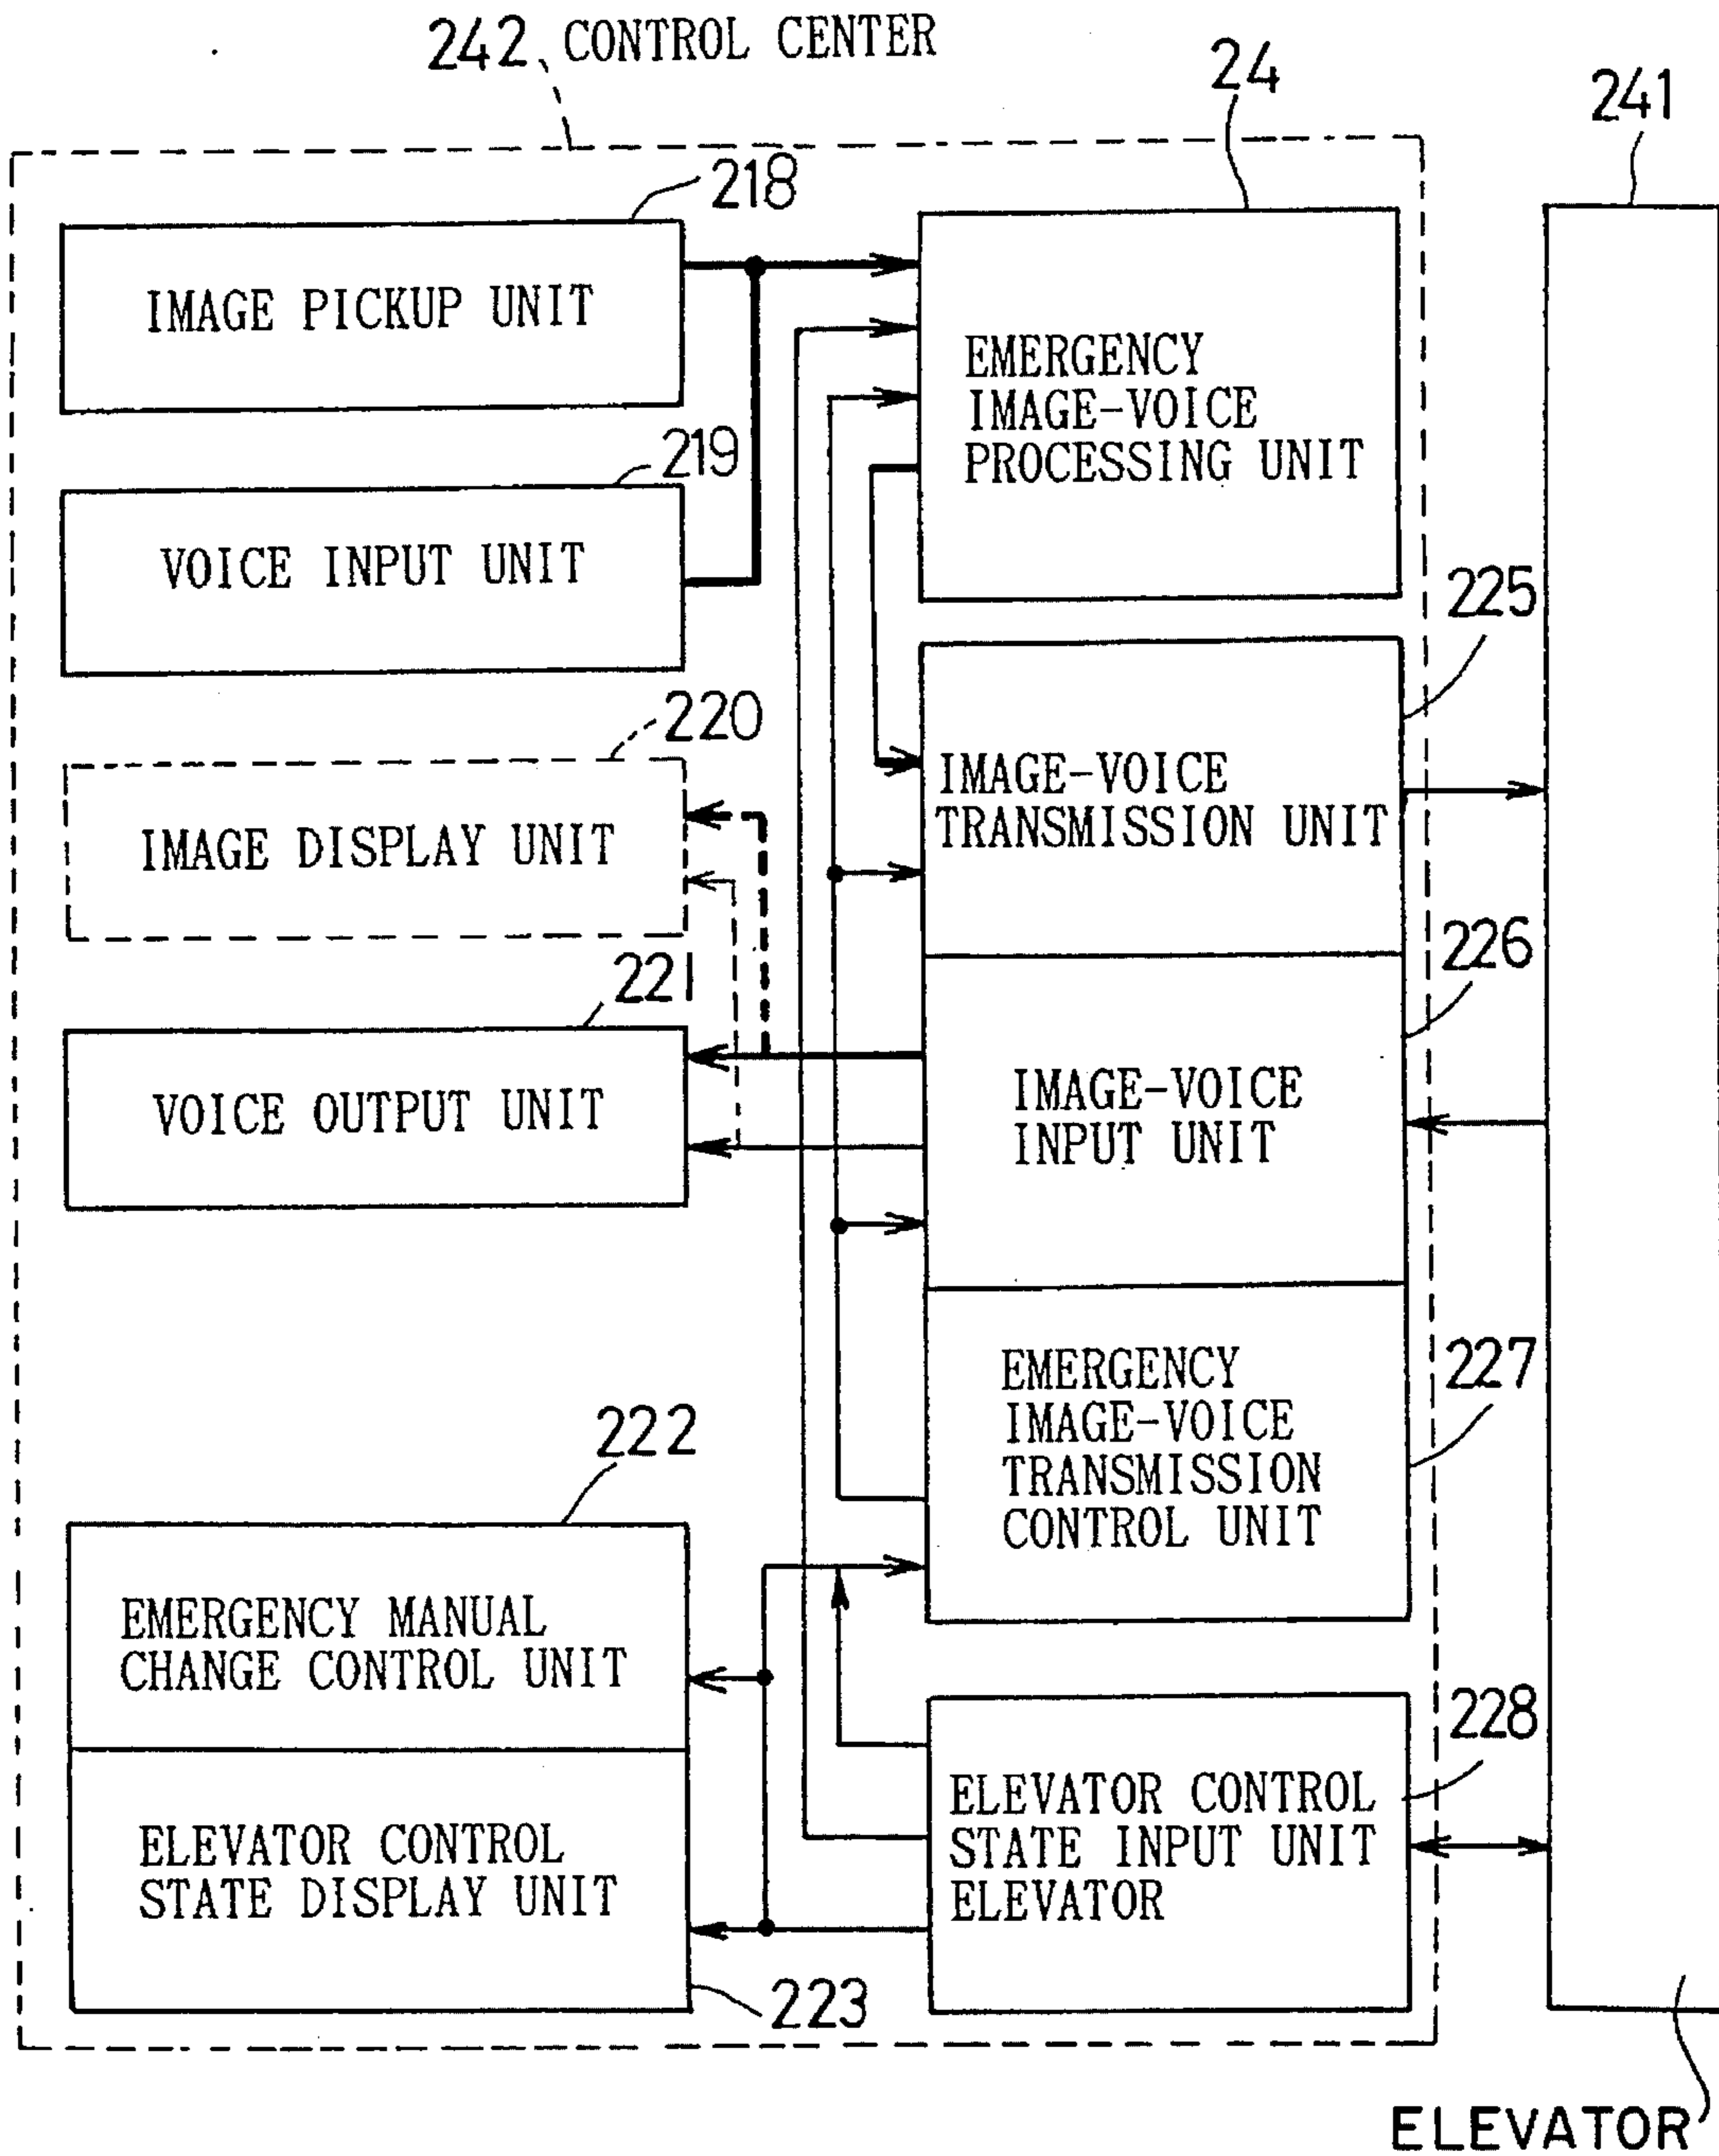 242 CONTROL CENTER
24
241
218
IMAGE PICKUP UNIT
EMERGENCY
IMAGE-VOICE
PROCESSING UNIT
219
VOICE INPUT UNIT
225
220
IMAGE DISPLAY UNIT
IMAGE-VOICE
TRANSMISSION UNIT
226
221
VOICE OUTPUT UNIT
IMAGE-VOICE
INPUT UNIT
227
EMERGENCY
IMAGE-VOICE
TRANSMISSION
CONTROL UNIT
222
EMERGENCY MANUAL
CHANGE CONTROL UNIT
228
ELEVATOR CONTROL
STATE INPUT UNIT
ELEVATOR
ELEVATOR CONTROL
STATE DISPLAY UNIT
223
ELEVATOR